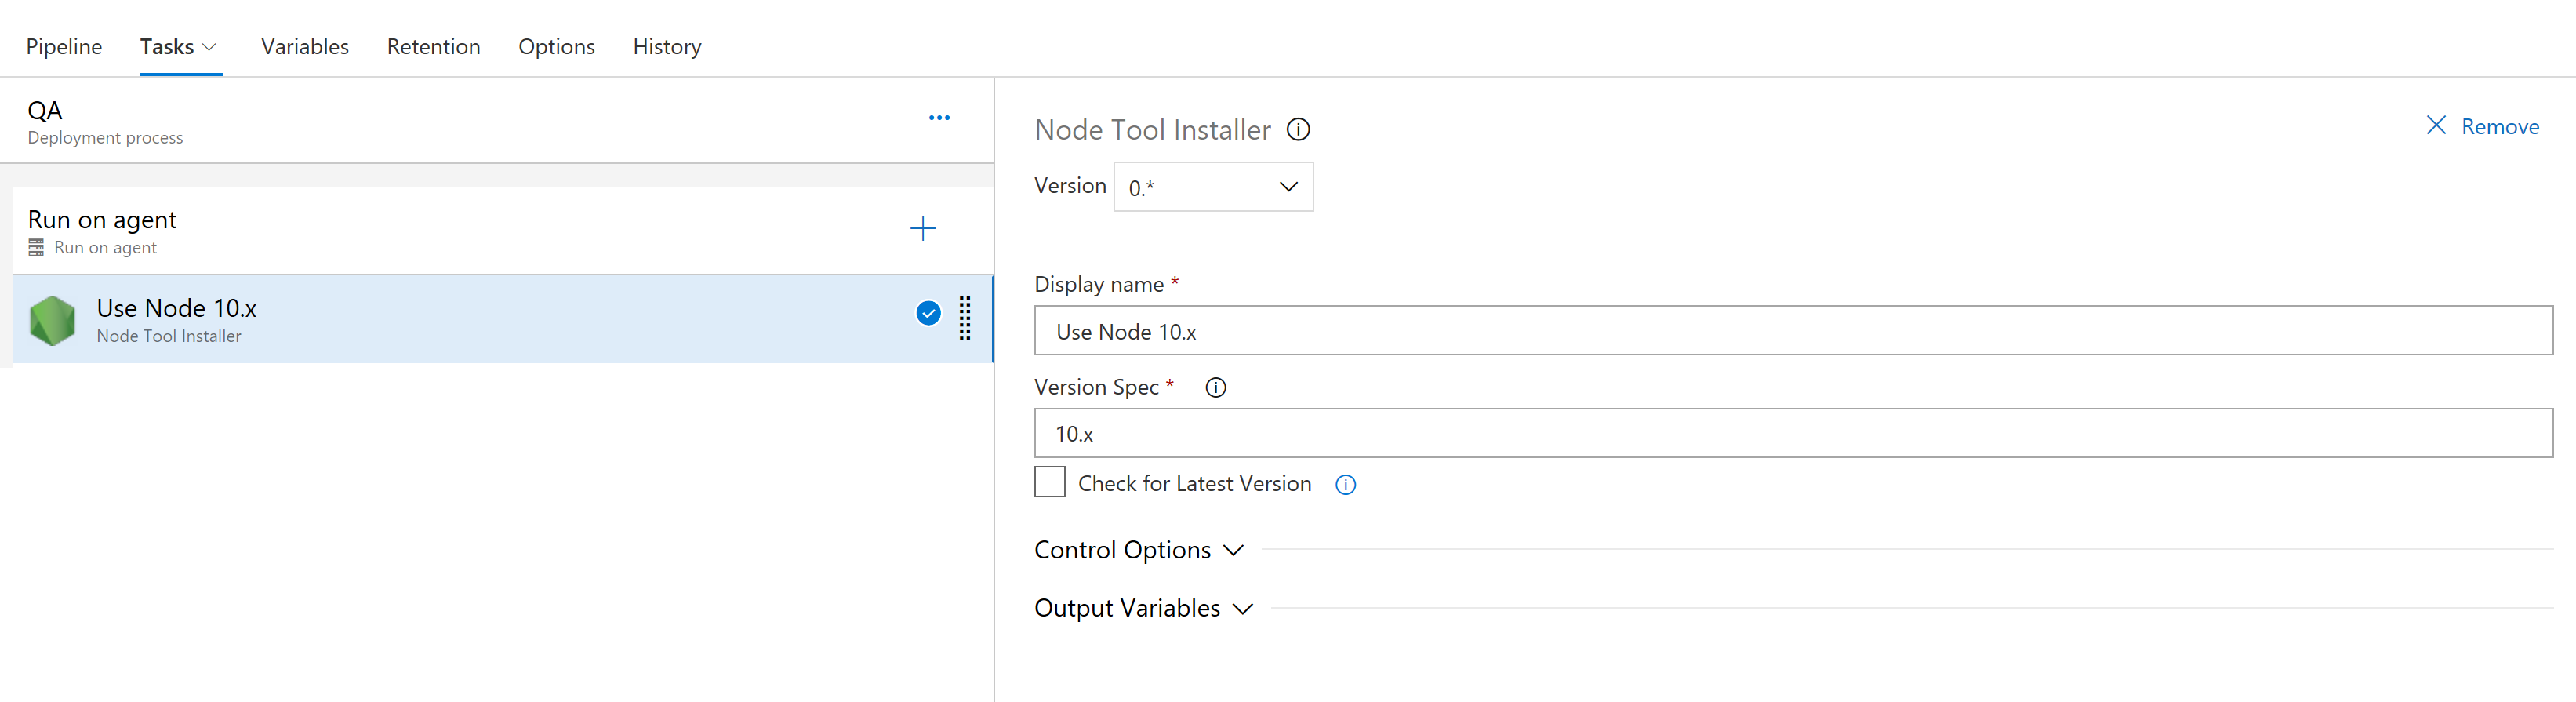 Pipeline Tasks Variables Retention Options History
QA
Deployment process
Run on agent
Run on agent
Use Node 10.x
Node Tool Installer
Node Tool Installer
Remove
Version 0.*
Display name *
Use Node 10.x
Version Spec *
10.x
Check for Latest Version
Control Options
Output Variables